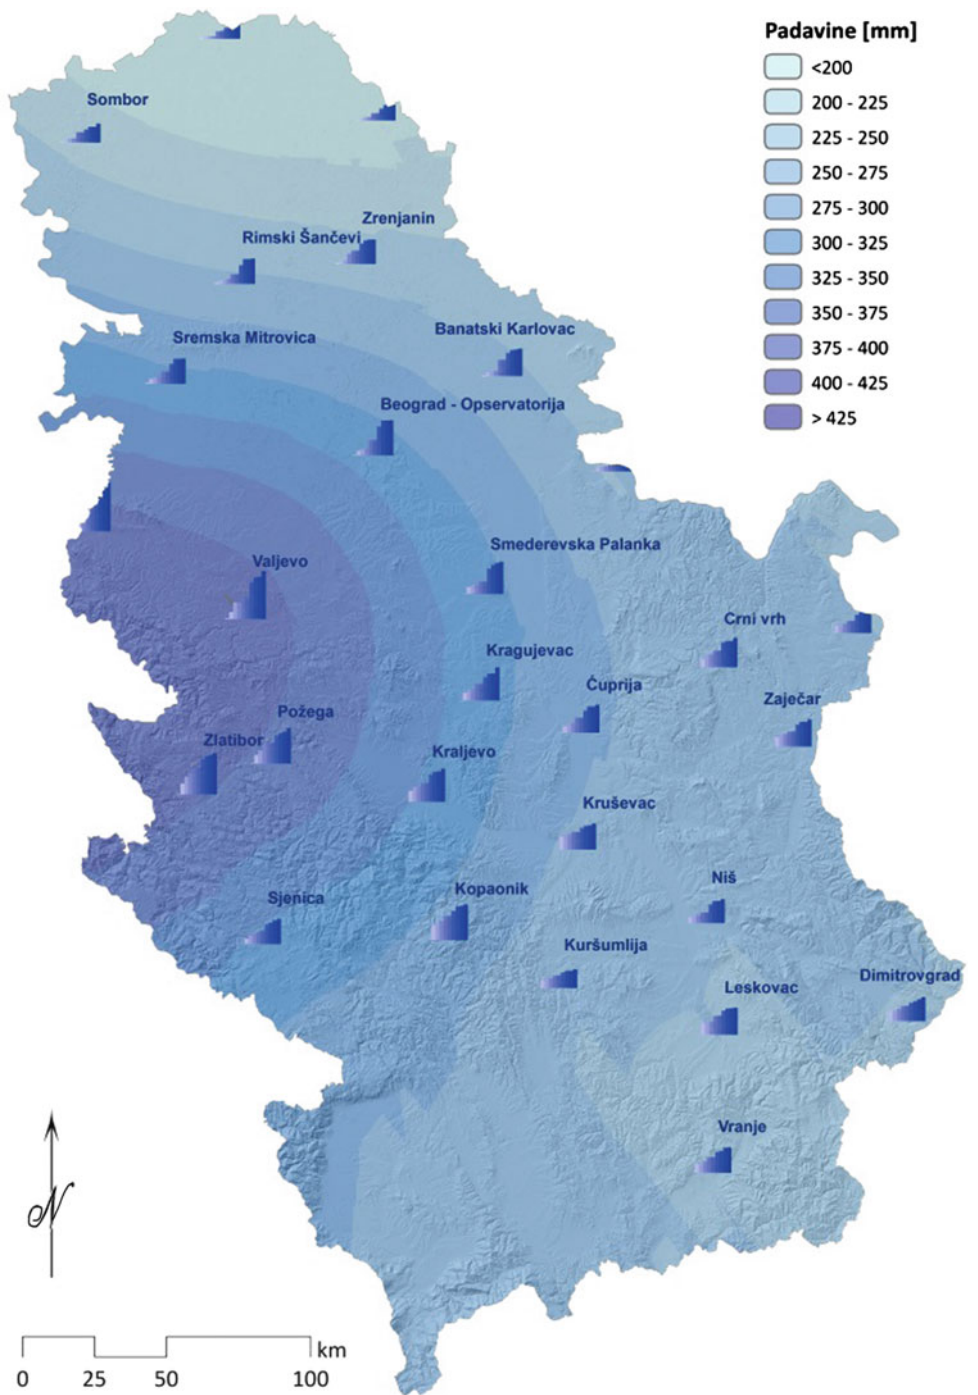 Padavine [mm]
<200
200 - 225
225 - 250
250 - 275
275 - 300
300 - 325
325 - 350
350 - 375
375 - 400
400 - 425
> 425
Sombor
Zrenjanin
Rimski Šančevi
Sremska Mitrovica
Banatski Karlovac
Beograd - Opservatorija
Smederevska Palanka
Valjevo
Crni vrh
Kragujevac
Ćuprija
Zaječar
Požega
Zlatibor
Kraljevo
Kruševac
Niš
Sjenica
Kopaonik
Kuršumlija
Leskovac
Dimitrovgrad
Vranje
N
km
0 25 50 100